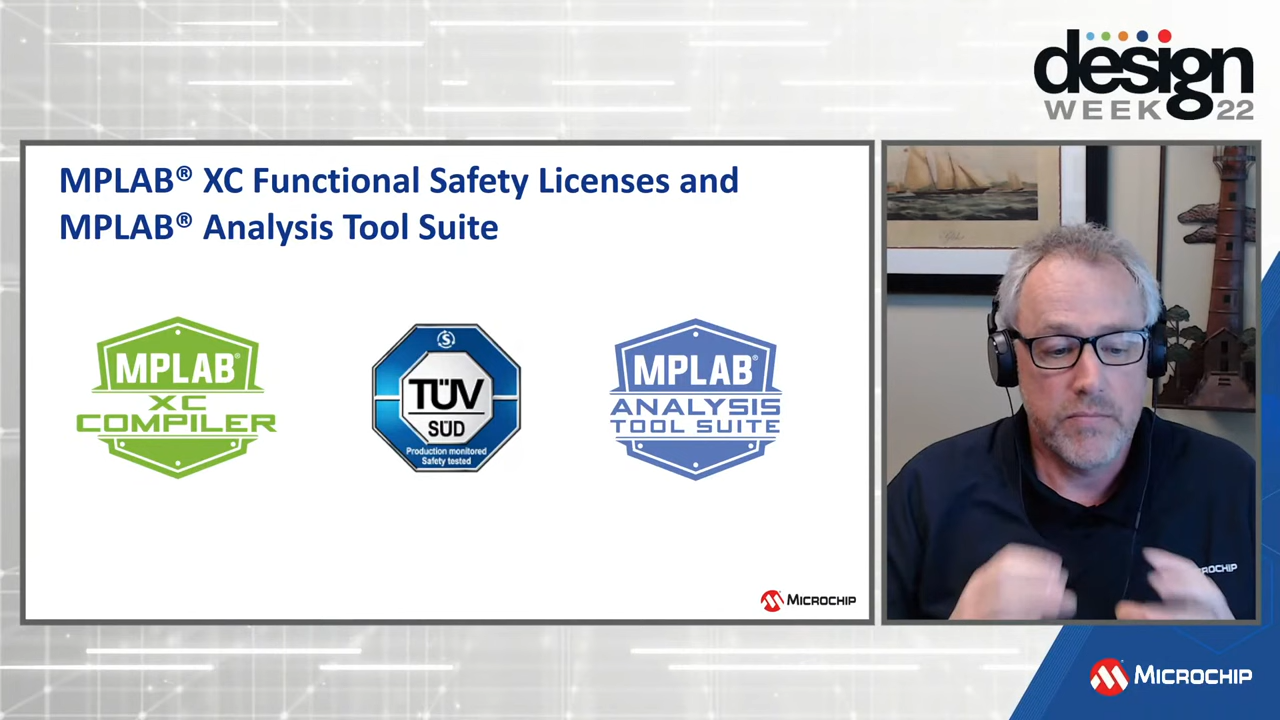 design
WEEK 22
MPLAB® XC Functional Safety Licenses and
MPLAB® Analysis Tool Suite
MPLAB®
XC
COMPILER
TÜV
SÜD
Production monitored
Safety tested
MPLAB®
ANALYSIS
TOOL SUITE
MICROCHIP
ROCHIP
MICROCHIP